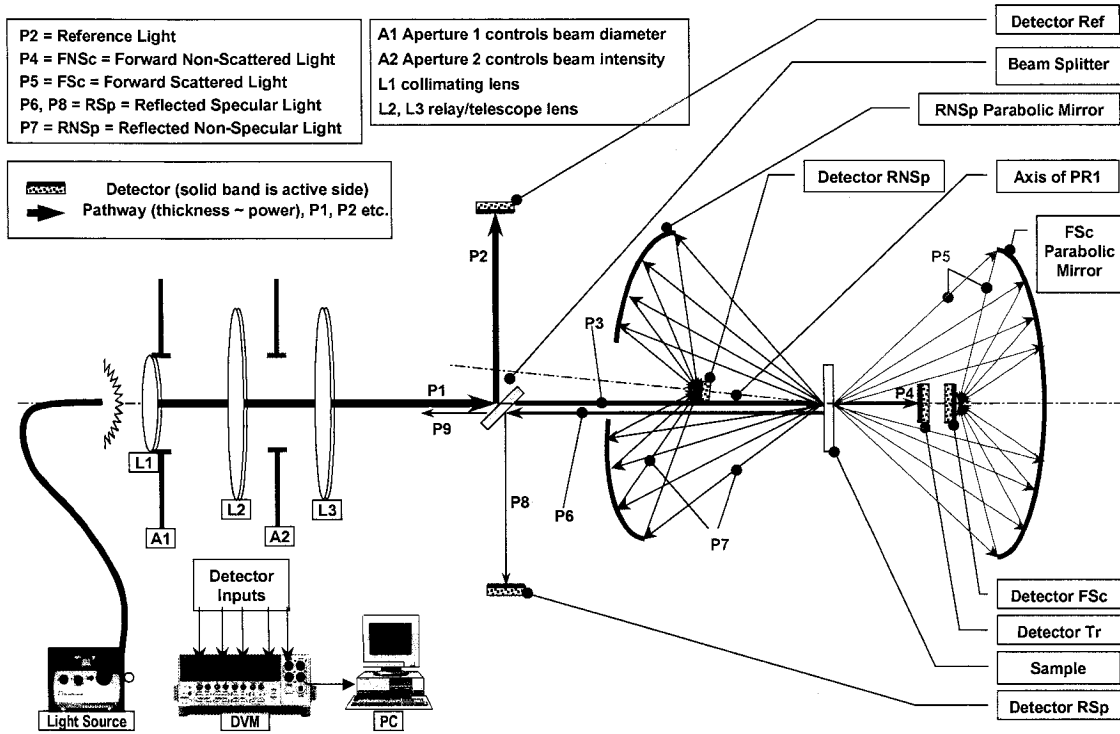 P2 = Reference Light
P4 = FNSc = Forward Non-Scattered Light
P5 = FSc = Forward Scattered Light
P6, P8 = RSp = Reflected Specular Light
P7 = RNSp = Reflected Non-Specular Light
A1 Aperture 1 controls beam diameter
A2 Aperture 2 controls beam intensity
L1 collimating lens
L2, L3 relay/telescope lens
Detector (solid band is active side)
Pathway (thickness ~ power), P1, P2 etc.
Detector Ref
Beam Splitter
RNSp Parabolic Mirror
Detector RNSp
Axis of PR1
FSc
Parabolic
Mirror
P2
P5
P3
P1
P4
P9
L1
P8
P6
P7
L2
L3
A1
A2
Detector
Inputs
Detector FSc
Detector Tr
Sample
Detector RSp
Light Source
DVM
PC